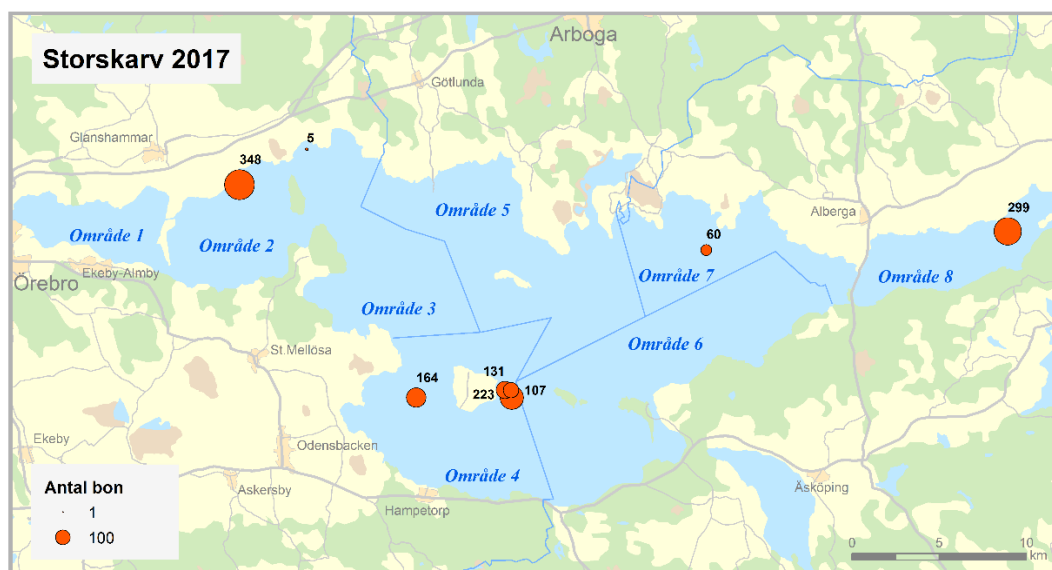 Storskarv 2017
Arboga
Götlunda
Glanshammar
5
348
Område 5
299
Alberga
Område 1
Område 2
60
Område 7
Ekeby-Almby
Örebro
Område 8
Område 3
St Mellösa
Område 6
164
131
223
107
Ekeby
Odensbacken
Område 4
Askersby
Hampetorp
Äsköping
Antal bon
1
100
0 5 10
km